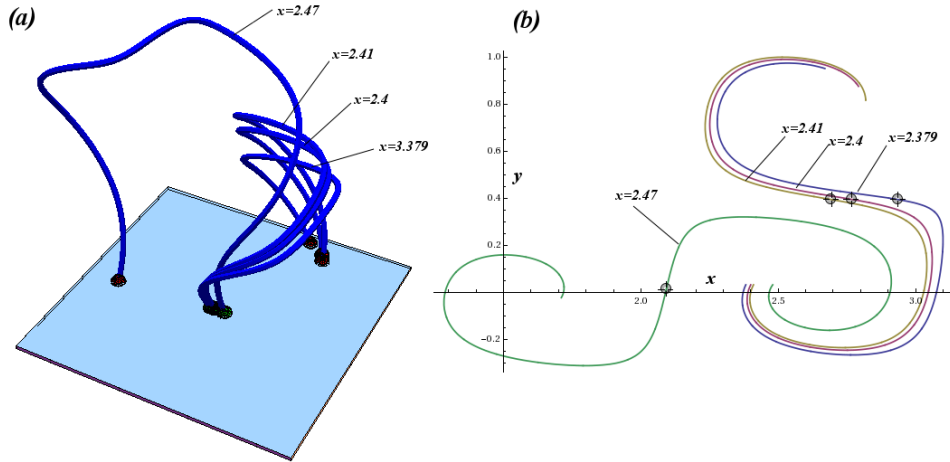 (a)
x=2.47
x=2.41
x=2.4
x=3.379
(b)
1.0
0.8
y
x=2.41
x=2.4
x=2.379
0.6
0.4
x=2.47
0.2
x
2.0
2.5
3.0
−0.2